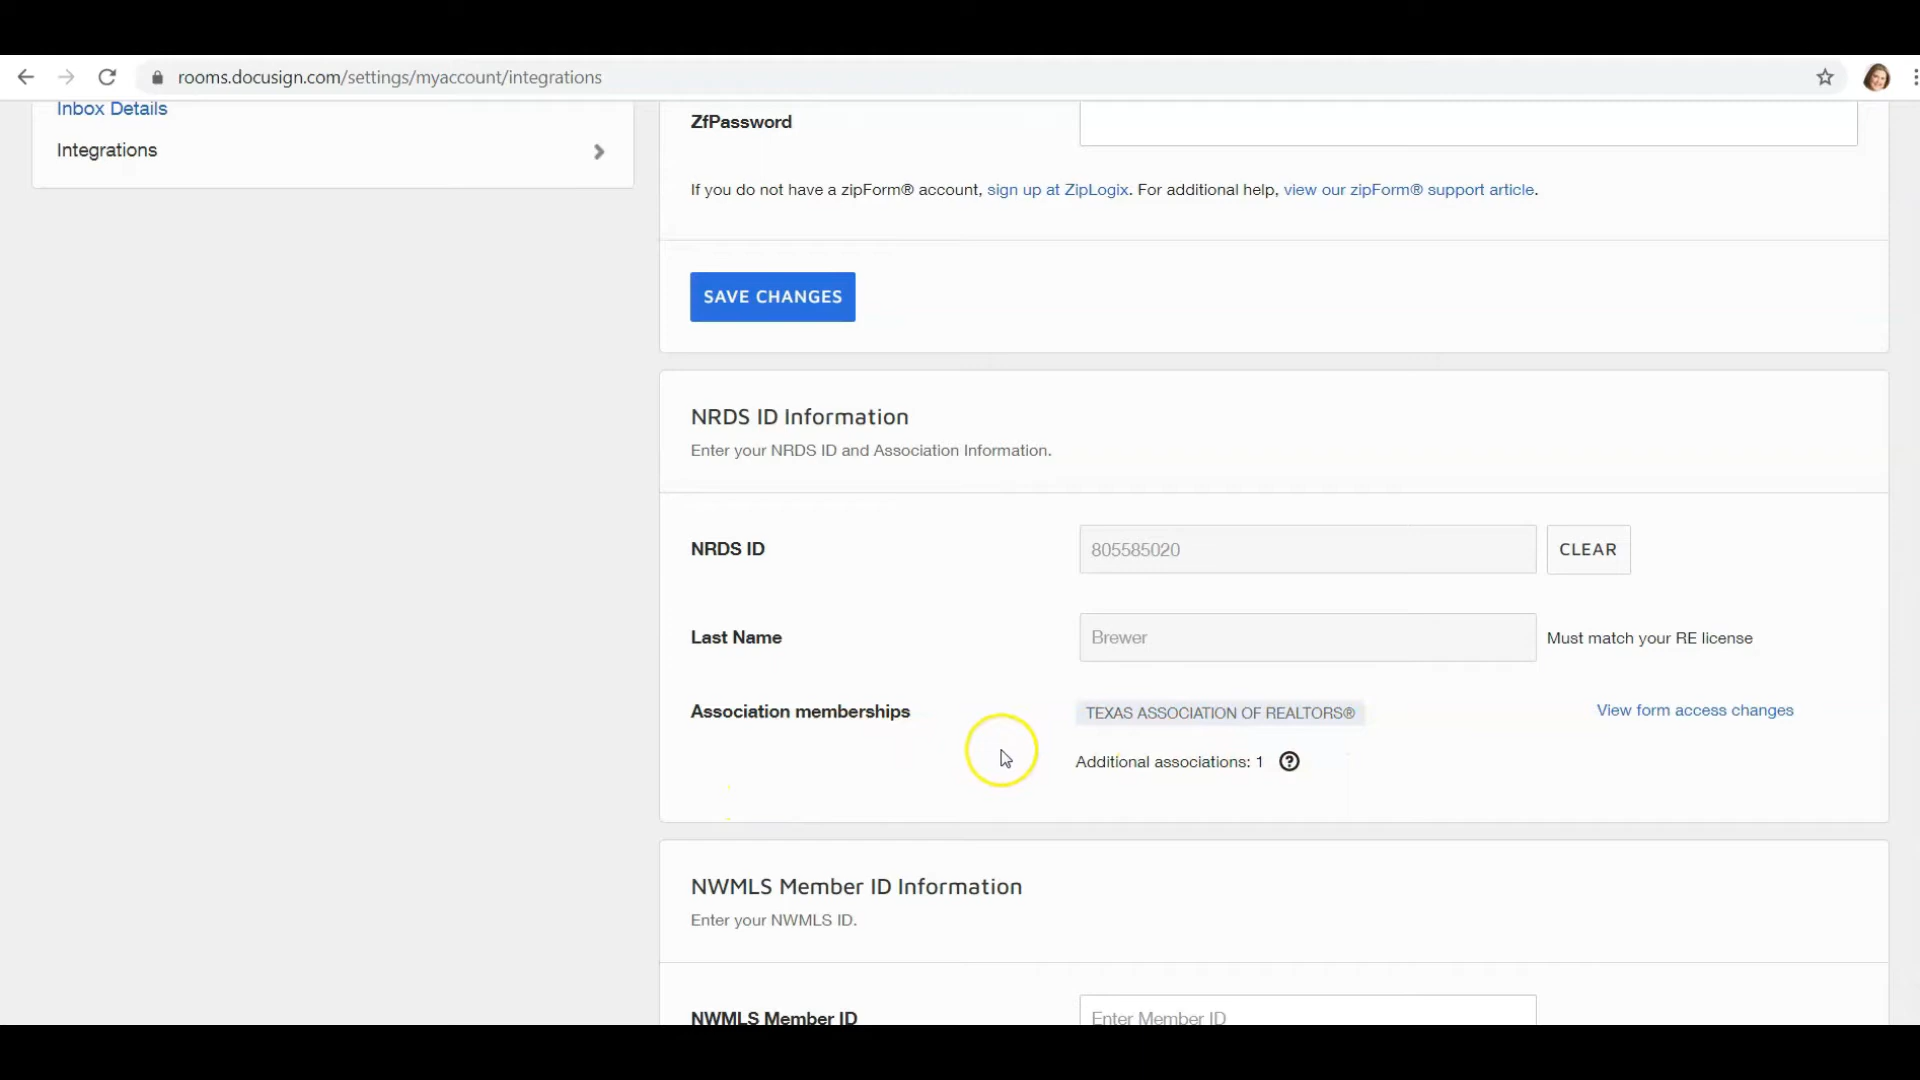 rooms.docusign.com/settings/myaccount/integrations
Inbox Details
Integrations
ZfPassword
If you do not have a zipForm® account, sign up at ZipLogix. For additional help, view our zipForm® support article.
SAVE CHANGES
NRDS ID Information
Enter your NRDS ID and Association Information.
NRDS ID
805585020
CLEAR
Last Name
Brewer
Must match your RE license
Association memberships
TEXAS ASSOCIATION OF REALTORS®
View form access changes
Additional associations: 1
NWMLS Member ID Information
Enter your NWMLS ID.
NWMLS Member ID
Enter Member ID